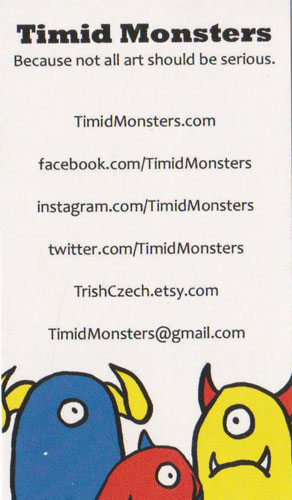 Timid Monsters
Because not all art should be serious.
TimidMonsters.com
facebook.com/TimidMonsters
instagram.com/TimidMonsters
twitter.com/TimidMonsters
TrishCzech.etsy.com
TimidMonsters@gmail.com